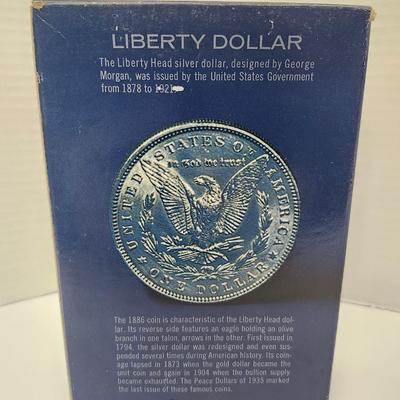 LIBERTY DOLLAR
The Liberty Head silver dollar, designed by George
Morgan, was issued by the United States Government
from 1878 to 1921.
UNITED STATES OF AMERICA
In God we trust
ONE DOLLAR
The 1886 coin is characteristic of the Liberty Head dol-
lar. Its reverse side features an eagle holding an olive
branch in one talon, arrows in the other. First issued in
1794, the silver dollar was redesigned and even sus-
pended several times during American history. Its coin-
age lapsed in 1873 when the gold dollar became the
unit coin and again in 1904 when the bullion supply
became exhausted. The Peace Dollars of 1935 marked
the last issue of these famous coins.